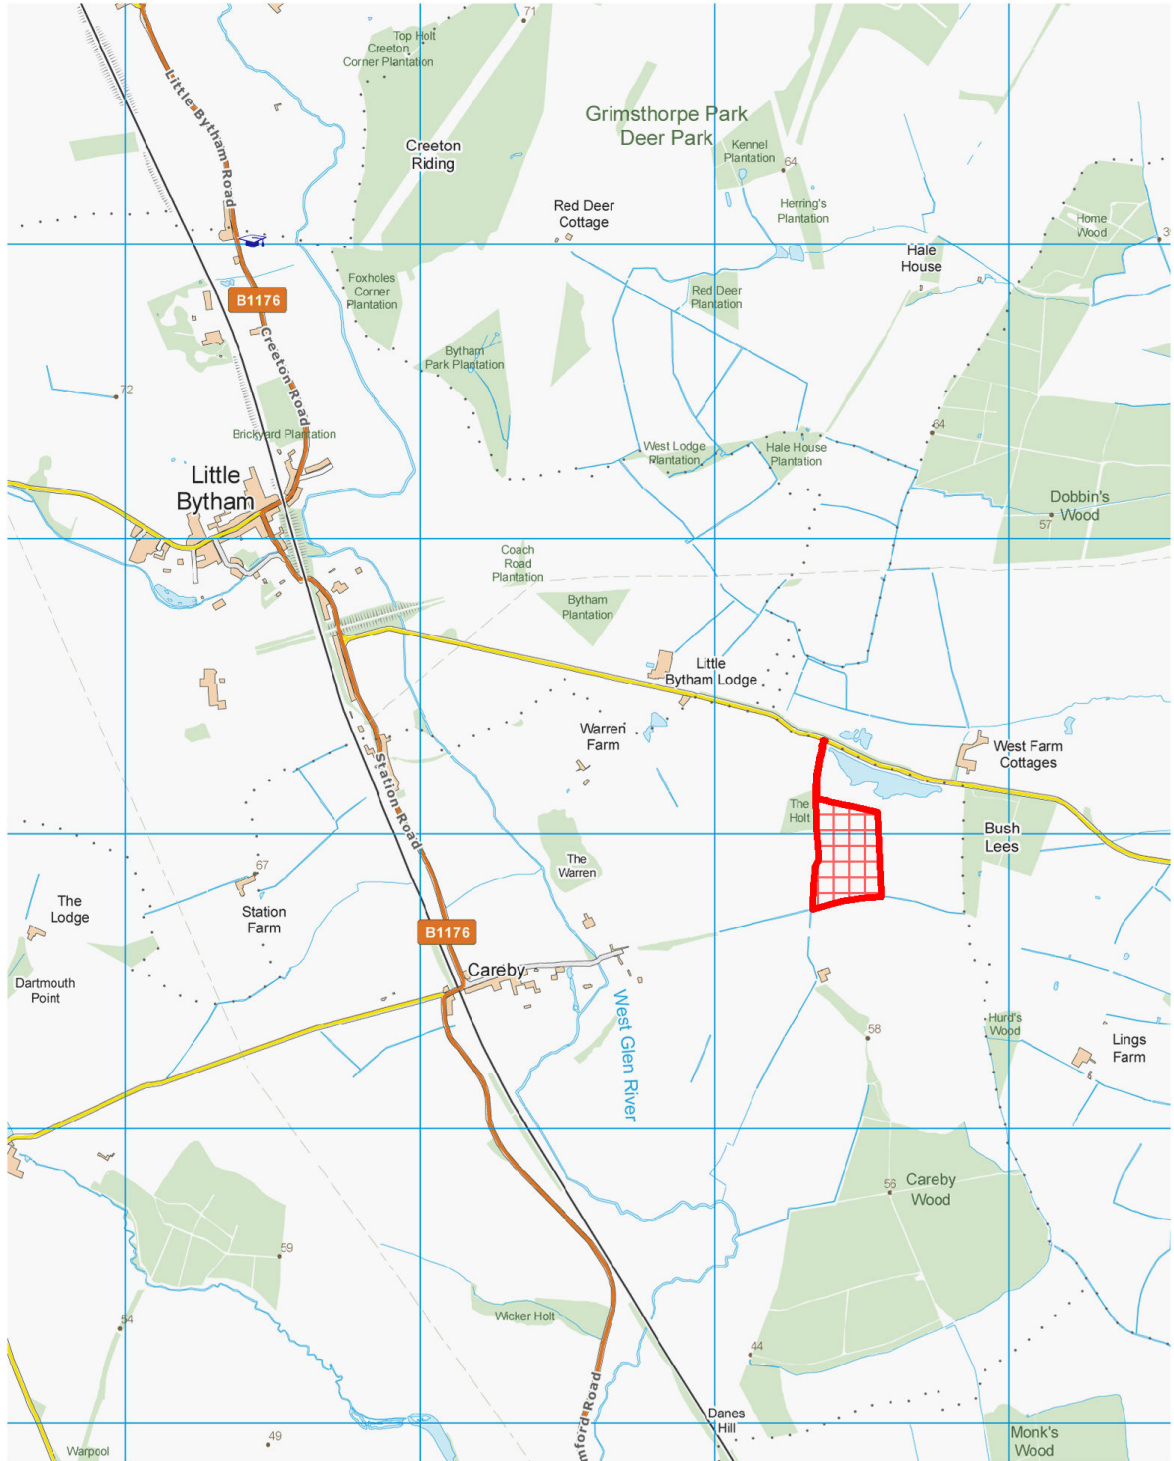 71
Top Holt
Creeton
Corner Plantation
Little Bytham Road
Grimsthorpe Park
Deer Park
Creeton
Riding
Kennel
Plantation
64
Red Deer
Cottage
Herring's
Plantation
Home
Wood
Hale
House
Foxholes
Corner
Plantation
Red Deer
Plantation
B1176
Creeton Road
Bytham
Park Plantation
72
Brickyard Plantation
64
West Lodge
Plantation
Hale House
Plantation
Little
Bytham
Dobbin's
Wood
57
Coach
Road
Plantation
Bytham
Plantation
Little
Bytham Lodge
Warren
Farm
West Farm
Cottages
Station Road
The
Holt
Bush
Lees
The
Warren
67
The
Lodge
Station
Farm
B1176
Careby
Dartmouth
Point
West Glen River
58
Hurd's
Wood
Lings
Farm
56
Careby
Wood
59
54
Wicker Holt
44
nford Road
Danes
Hill
49
Warpool
Monk's
Wood